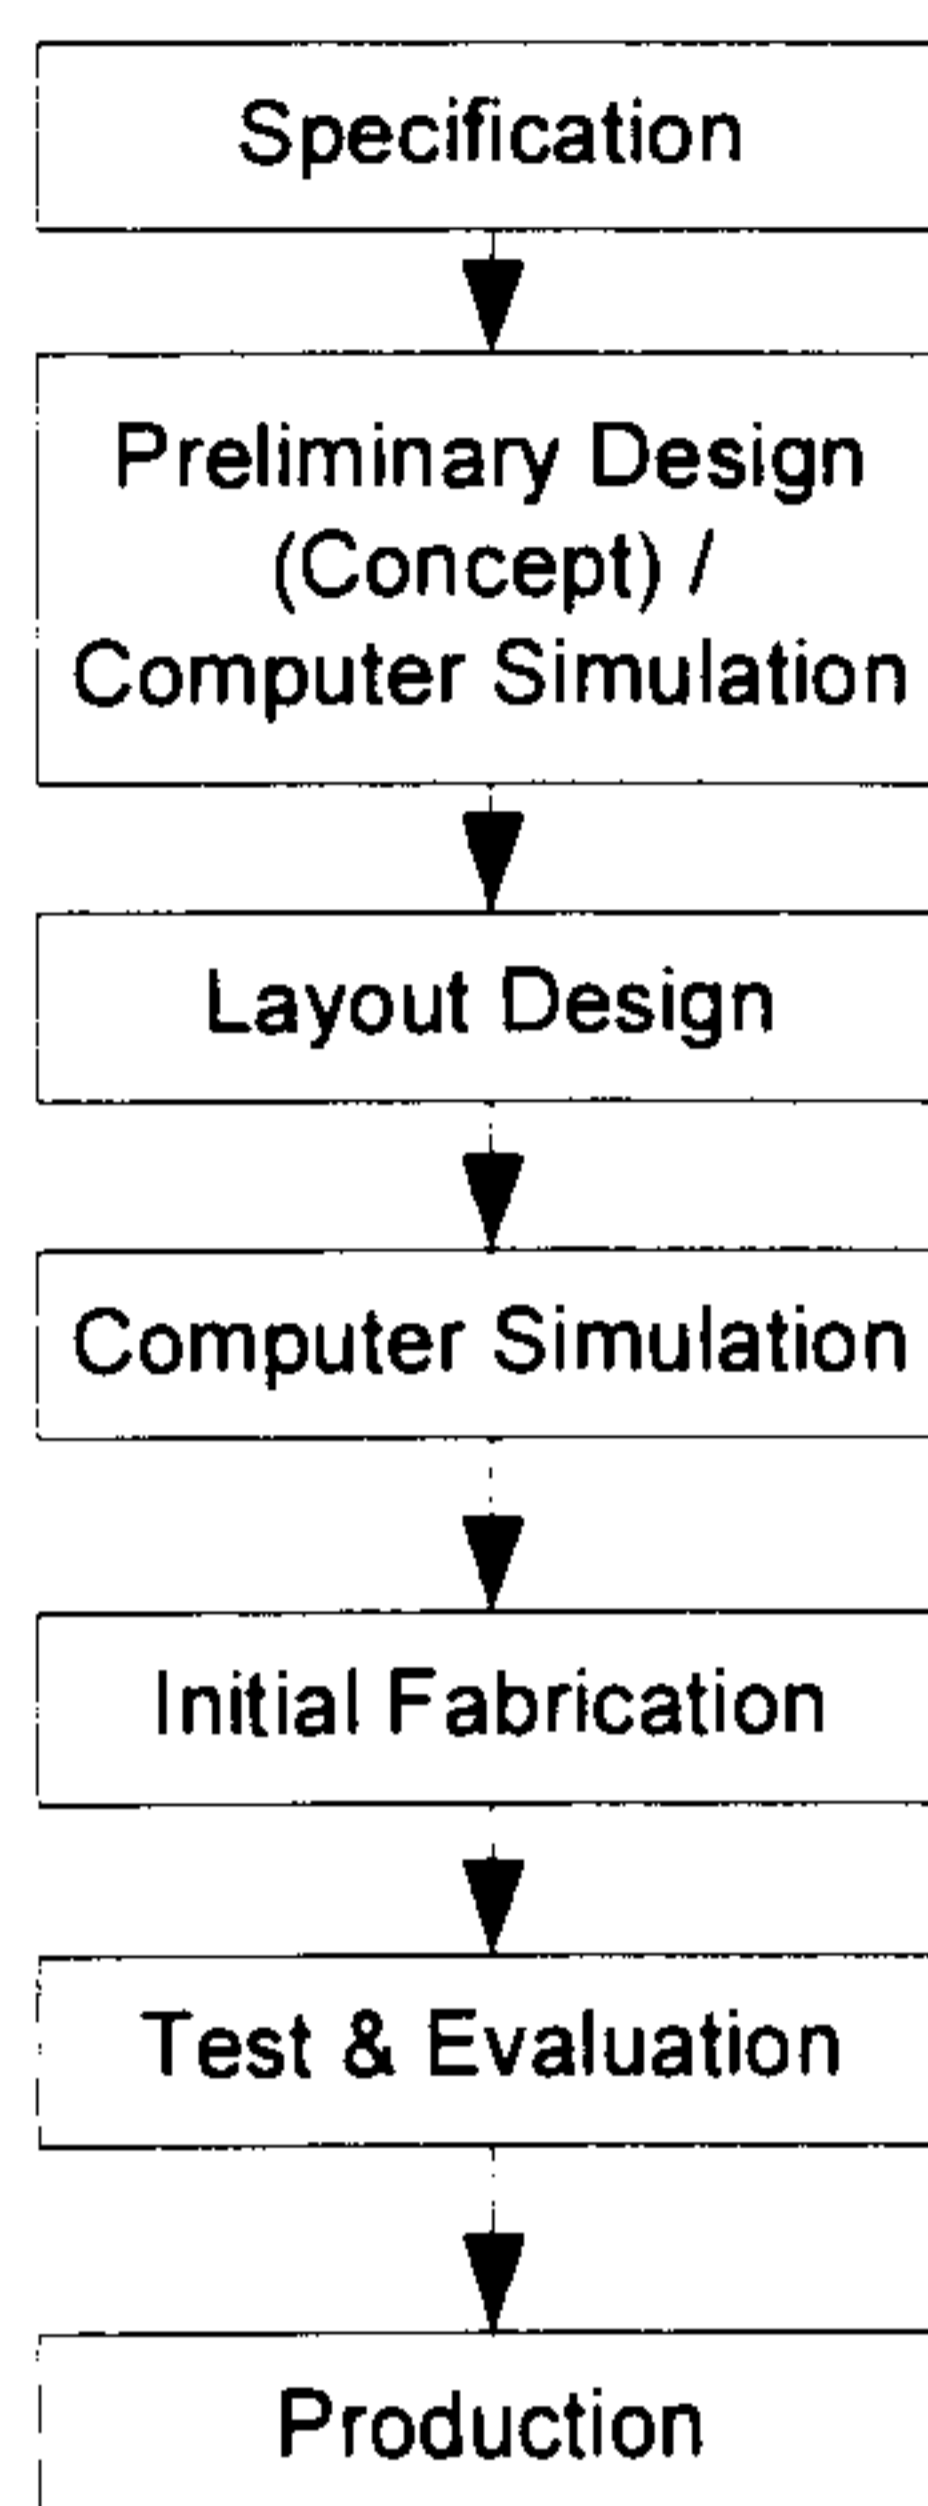 Specification
Preliminary Design
(Concept) /
Computer Simulation
Layout Design
Computer Simulation
Initial Fabrication
Test & Evaluation
Production